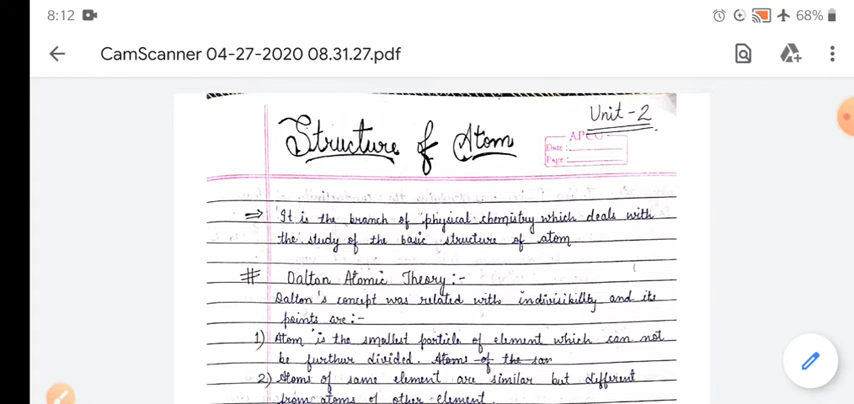 8:12
68%
CamScanner 04-27-2020 08.31.27.pdf
Unit - 2
Structure of Atom
Date:
Page:
⇒ It is the branch of physical chemistry which deals with
the study of the basic structure of atom
# Dalton Atomic Theory :-
Dalton's concept was related with indivisibility and its
points are :-
1) Atom is the smallest particle of element which can not
be further divided. Atoms of the sam
2) Atoms of same element are similar but different
from atoms of other element.